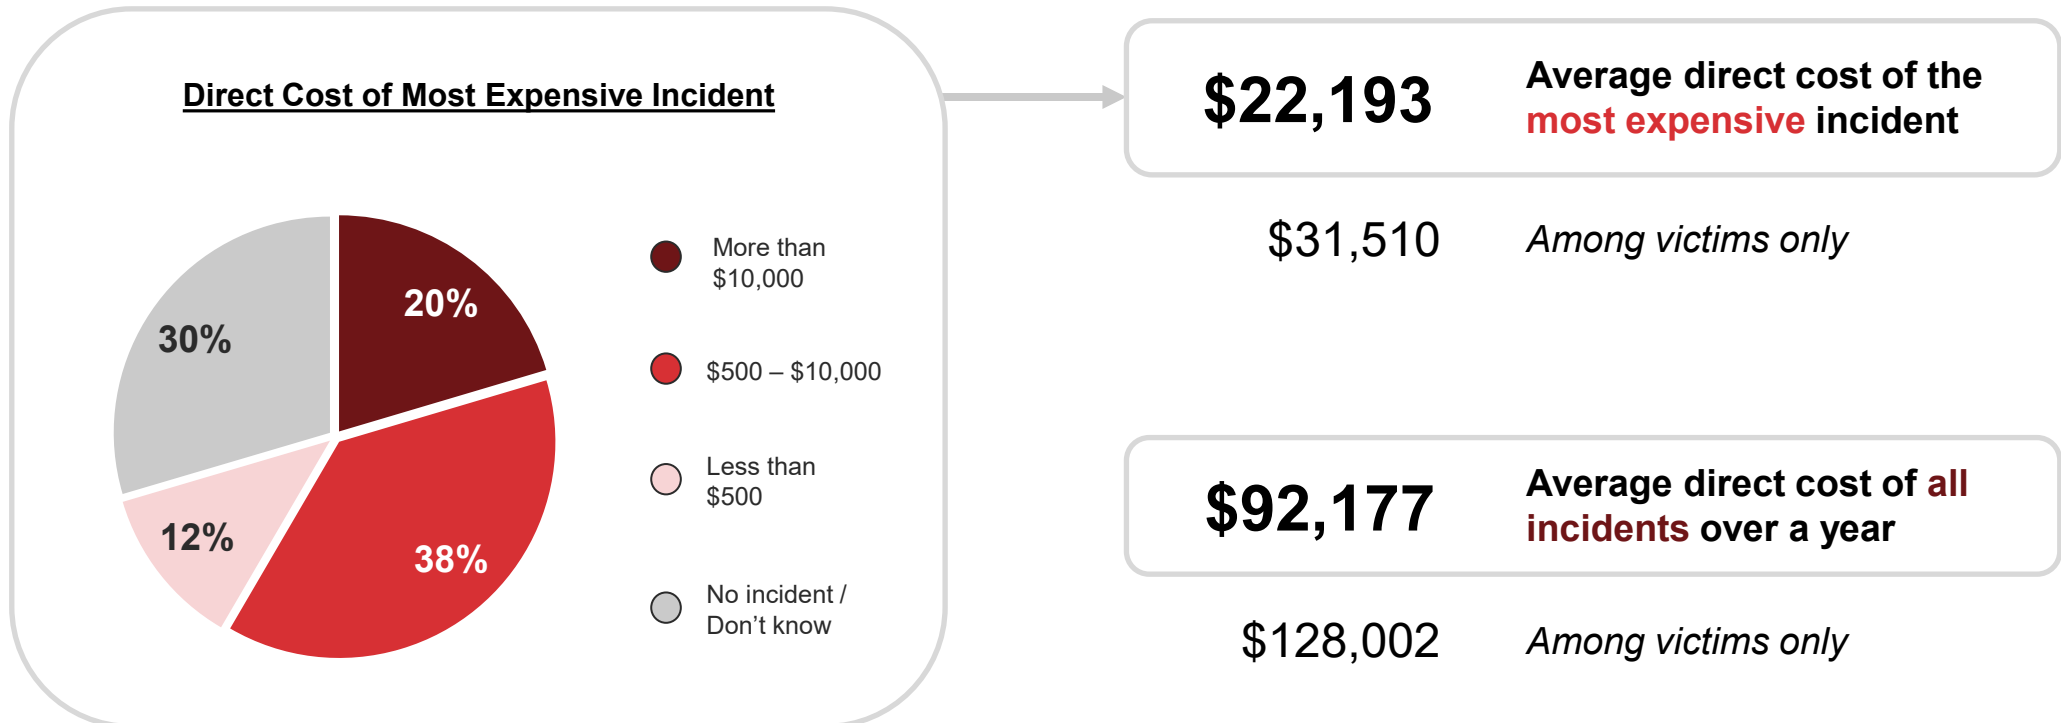 Direct Cost of Most Expensive Incident
20%
30%
12%
38%
More than
$10,000
$500 – $10,000
Less than
$500
No incident /
Don’t know
$22,193
Average direct cost of the
most expensive incident
$31,510
Among victims only
$92,177
Average direct cost of all
incidents over a year
$128,002
Among victims only